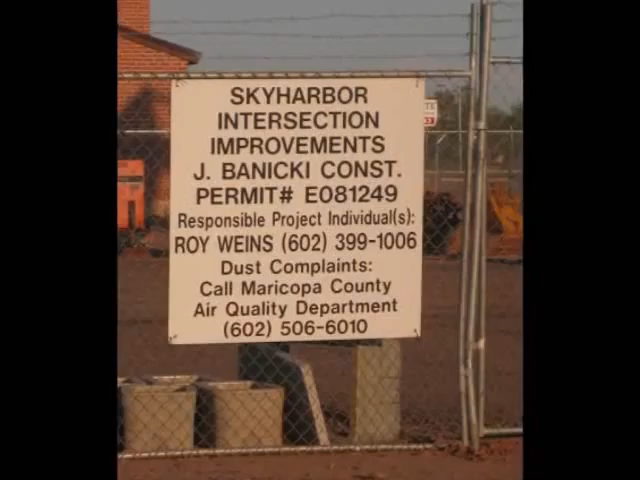 SKYHARBOR
INTERSECTION
IMPROVEMENTS
J. BANICKI CONST.
PERMIT# E081249
Responsible Project Individual(s):
ROY WEINS (602) 399-1006
Dust Complaints:
Call Maricopa County
Air Quality Department
(602) 506-6010